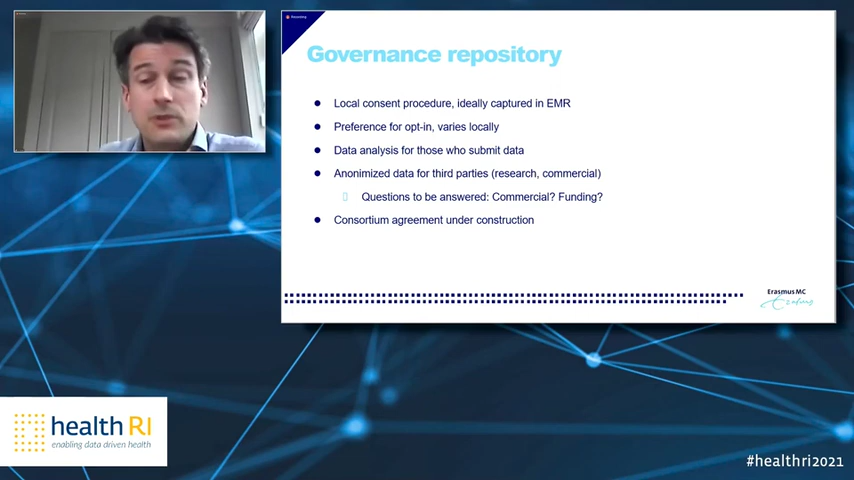 Recording
Governance repository
● Local consent procedure, ideally captured in EMR
● Preference for opt-in, varies locally
● Data analysis for those who submit data
● Anonimized data for third parties (research, commercial)
Questions to be answered: Commercial? Funding?
● Consortium agreement under construction
Erasmus MC
Erasmus
health RI
enabling data driven health
#healthri2021